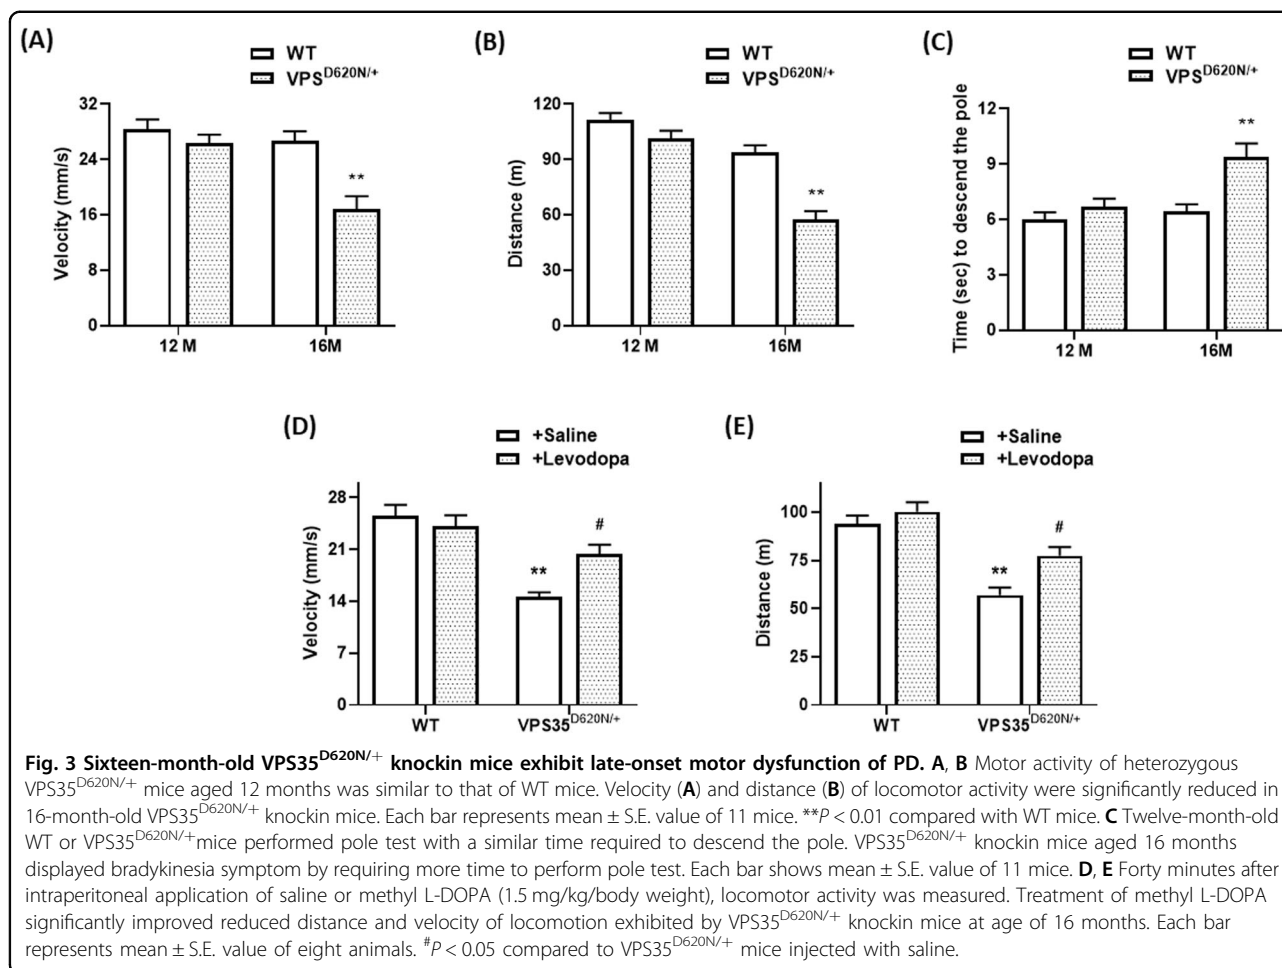 (A)
WT
VPS^D620N/+
Velocity (mm/s)
32
24
16
8
0
**
12 M
16M
(B)
WT
VPS^D620N/+
Distance (m)
120
90
60
30
0
**
12 M
16M
(C)
WT
VPS^D620N/+
Time (sec) to descend the pole
12
9
6
3
0
**
12 M
16M
(D)
+Saline
+Levodopa
Velocity (mm/s)
28
21
14
7
0
**
#
WT
VPS35^D620N/+
(E)
+Saline
+Levodopa
Distance (m)
100
75
50
25
0
**
#
WT
VPS35^D620N/+
Fig. 3 Sixteen-month-old VPS35^D620N/+ knockin mice exhibit late-onset motor dysfunction of PD. A, B Motor activity of heterozygous
VPS35^D620N/+ mice aged 12 months was similar to that of WT mice. Velocity (A) and distance (B) of locomotor activity were significantly reduced in
16-month-old VPS35^D620N/+ knockin mice. Each bar represents mean ± S.E. value of 11 mice. **P < 0.01 compared with WT mice. C Twelve-month-old
WT or VPS35^D620N/+mice performed pole test with a similar time required to descend the pole. VPS35^D620N/+ knockin mice aged 16 months
displayed bradykinesia symptom by requiring more time to perform pole test. Each bar shows mean ± S.E. value of 11 mice. D, E Forty minutes after
intraperitoneal application of saline or methyl L-DOPA (1.5 mg/kg/body weight), locomotor activity was measured. Treatment of methyl L-DOPA
significantly improved reduced distance and velocity of locomotion exhibited by VPS35^D620N/+ knockin mice at age of 16 months. Each bar
represents mean ± S.E. value of eight animals. ^#P < 0.05 compared to VPS35^D620N/+ mice injected with saline.